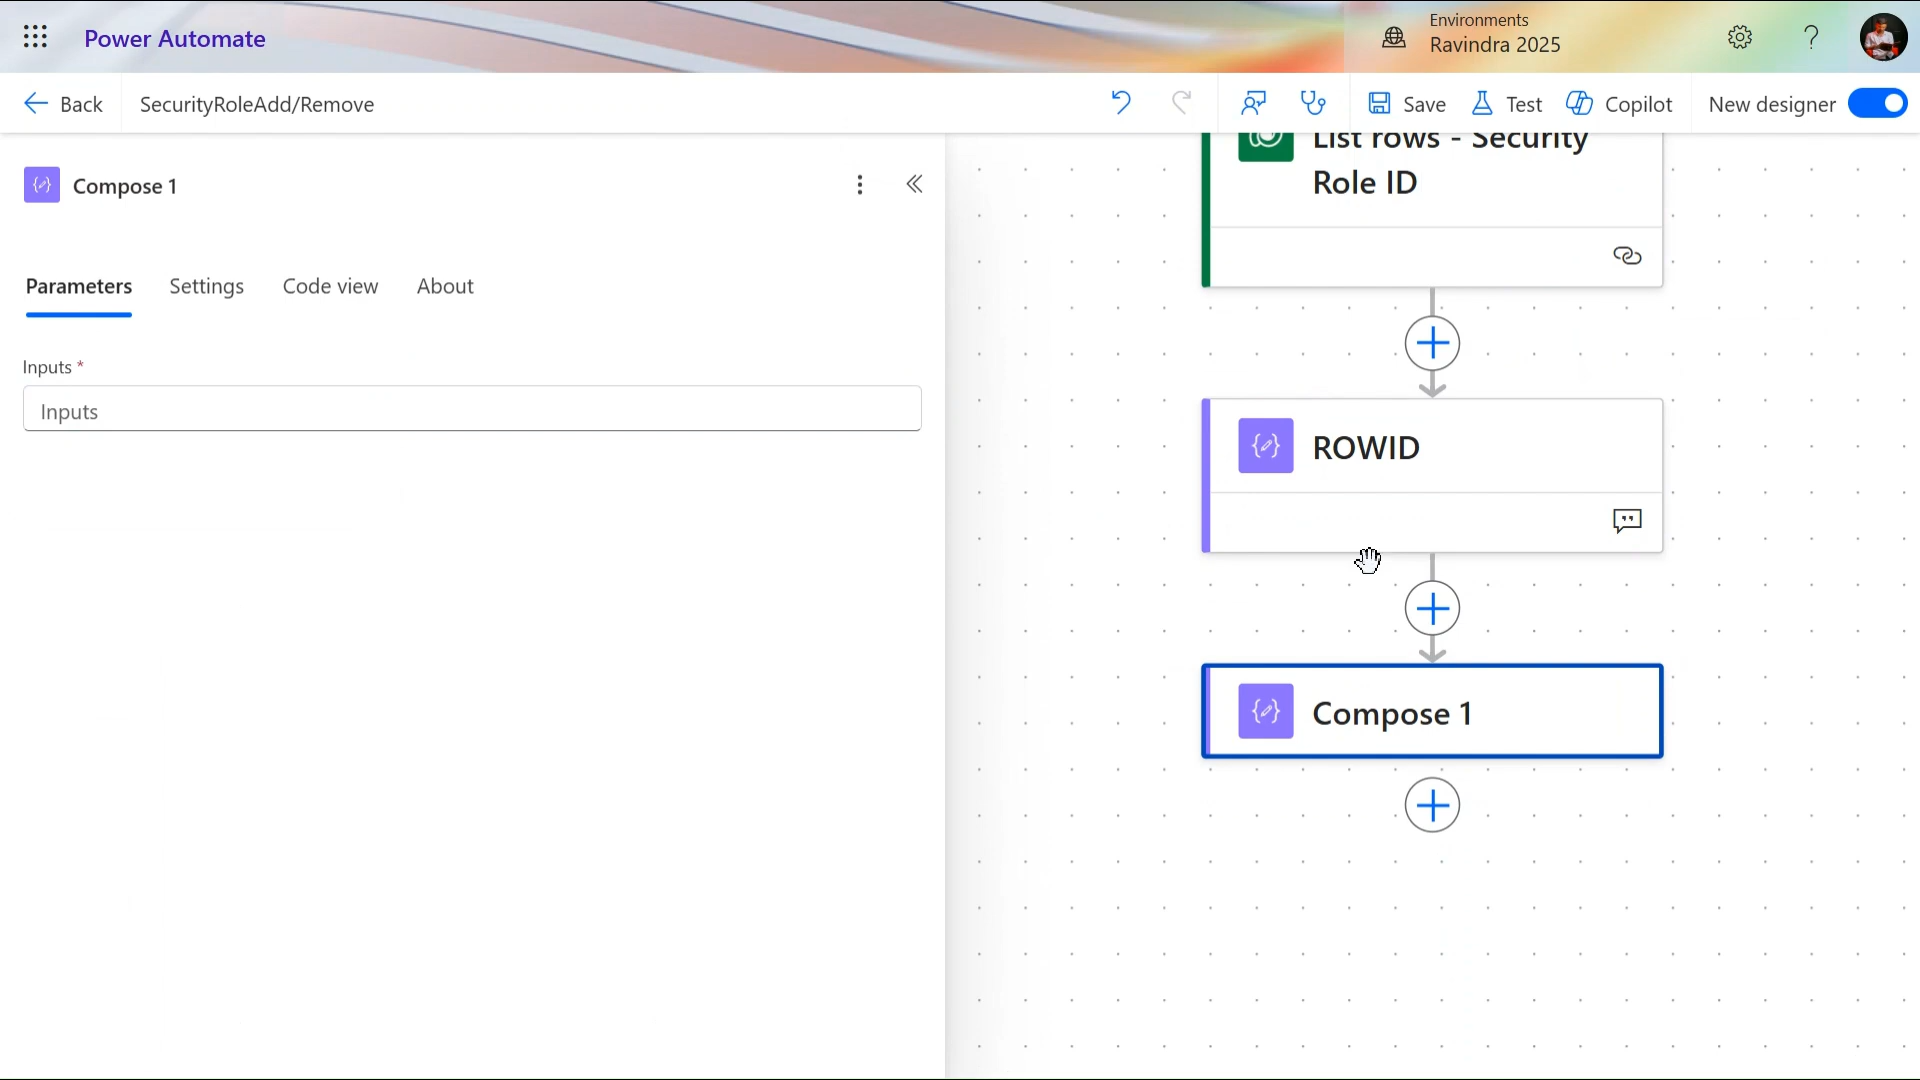 Power Automate
Environments
Ravindra 2025
Back
SecurityRoleAdd/Remove
Save
Test
Copilot
New designer
Compose 1
Parameters
Settings
Code view
About
Inputs *
Inputs
List rows - Security
Role ID
ROWID
Compose 1